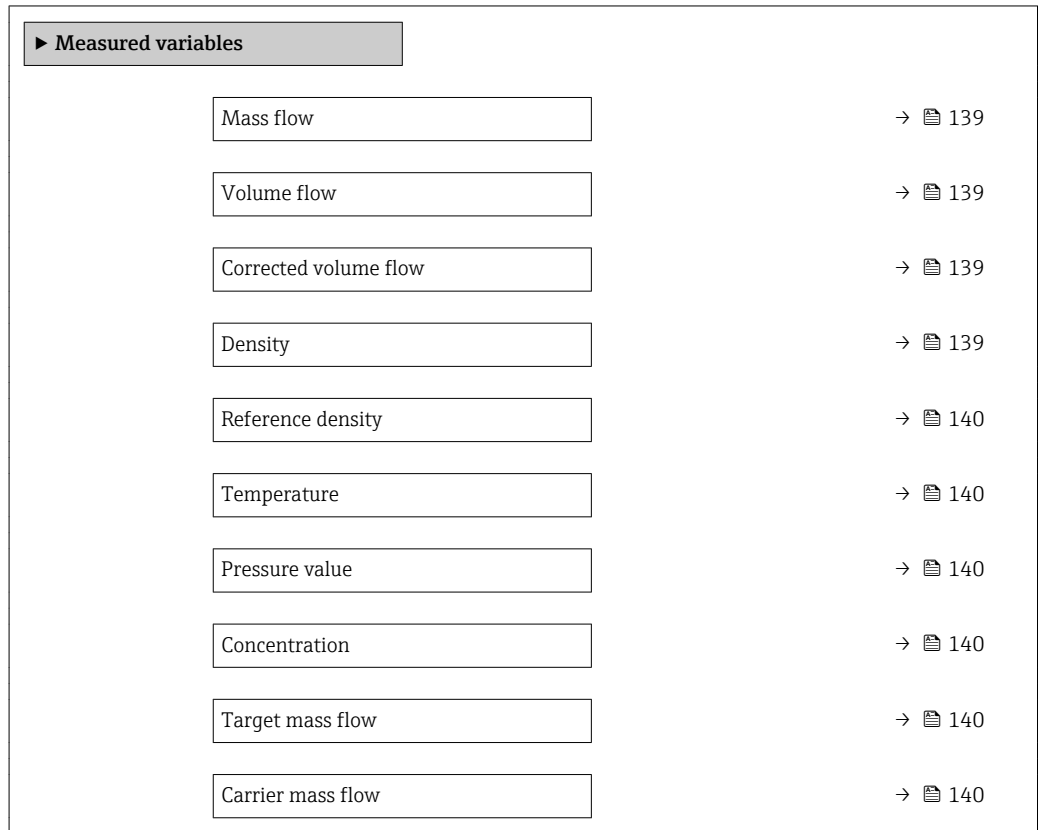 ▶ Measured variables
Mass flow → 🖹 139
Volume flow → 🖹 139
Corrected volume flow → 🖹 139
Density → 🖹 139
Reference density → 🖹 140
Temperature → 🖹 140
Pressure value → 🖹 140
Concentration → 🖹 140
Target mass flow → 🖹 140
Carrier mass flow → 🖹 140